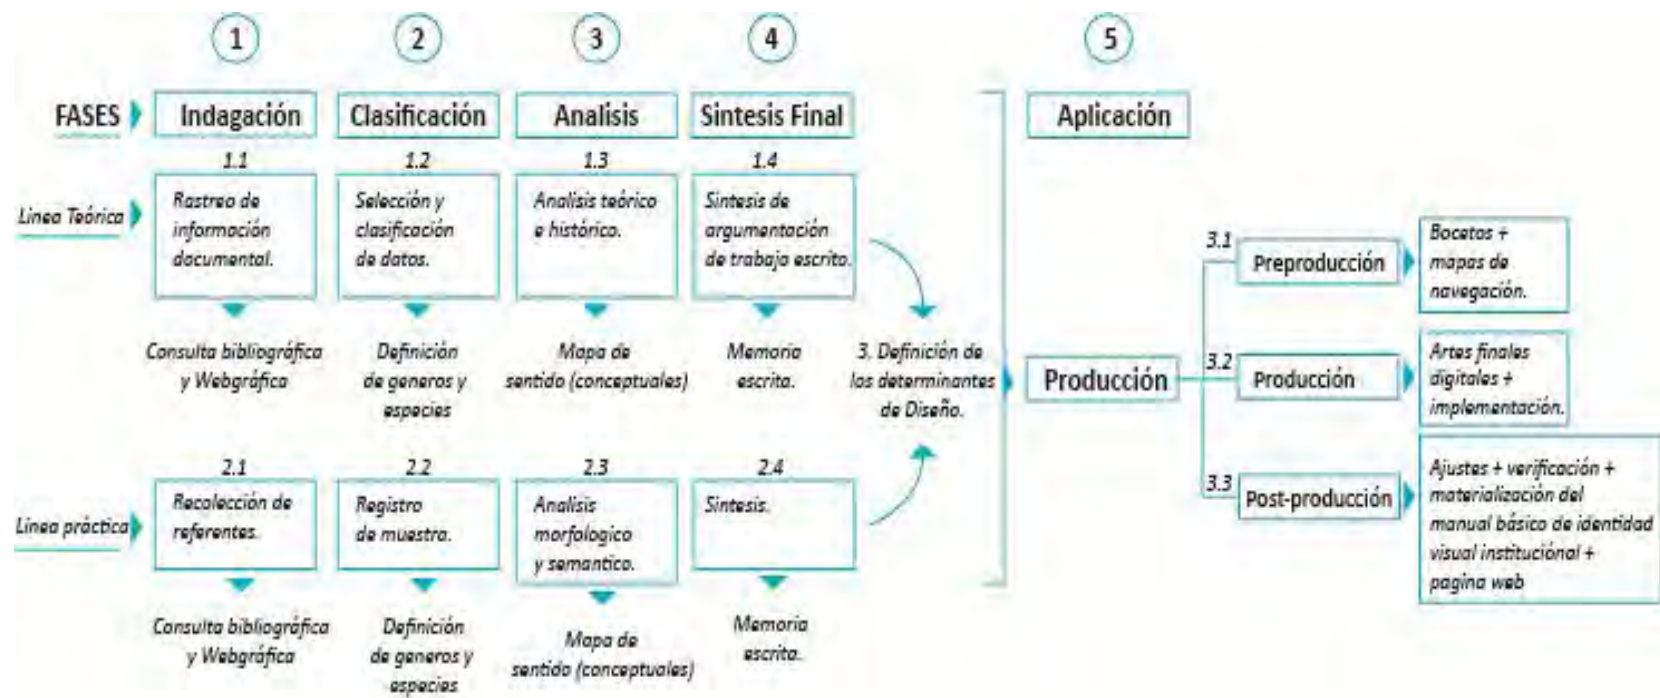 1
2
3
4
5
FASES
Indagación
Clasificación
Analisis
Sintesis Final
Aplicación
Linea Teórica
1.1
Rastreo de
información
documental.
Consulta bibliográfica
y Webgráfica
1.2
Selección y
clasificación
de datos.
Definición
de generos y
especies
1.3
Analisis teórico
e histórico.
Mapa de
sentido (conceptuales)
1.4
Sintesis de
argumentación
de trabajo escrito.
Memoria
escrita.
Linea práctica
2.1
Recolección de
referentes.
Consulta bibliográfica
y Webgráfica
2.2
Registro
de muestra.
Definición
de generos y
especies
2.3
Analisis
morfologico
y semantico.
Mapa de
sentido (conceptuales)
2.4
Sintesis.
Memoria
escrita.
3. Definición de
los determinantes
de Diseño.
Producción
3.1
Preproducción
Bocetos +
mapas de
navegación.
3.2
Producción
Artes finales
digitales +
implementación.
3.3
Post-producción
Ajustes + verificación +
materialización del
manual básico de identidad
visual instituciónal +
pagina web